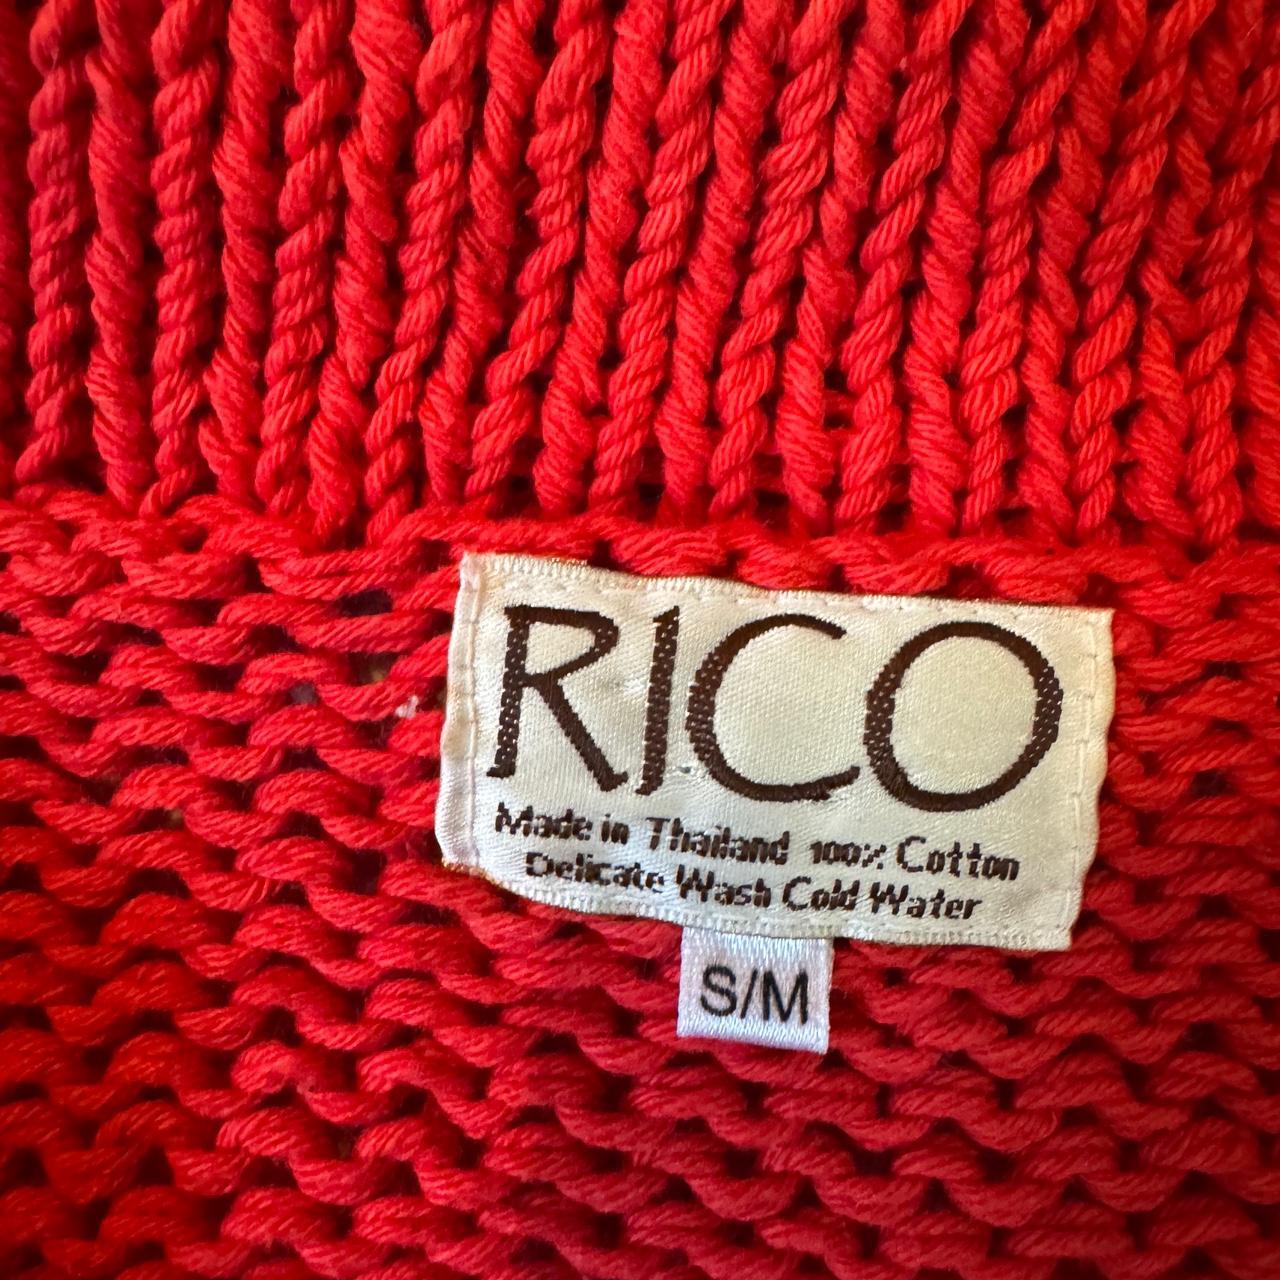 RICO
Made in Thailand 100% Cotton
Delicate Wash Cold Water
S/M